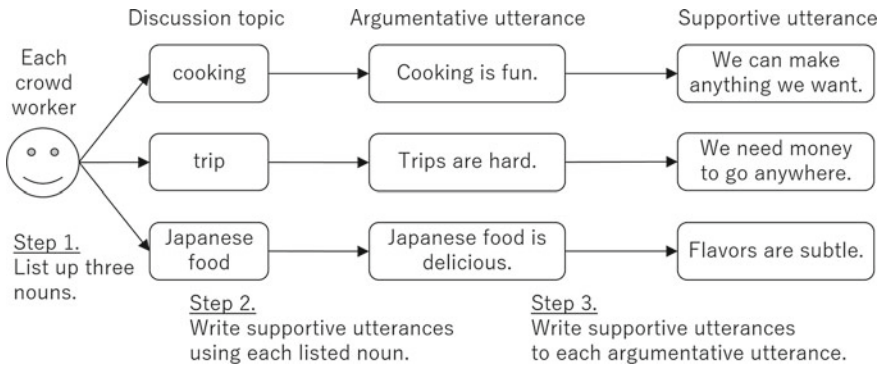 Discussion topic
Argumentative utterance
Supportive utterance
Each
crowd
worker
cooking
Cooking is fun.
We can make
anything we want.
trip
Trips are hard.
We need money
to go anywhere.
Japanese
food
Japanese food is
delicious.
Flavors are subtle.
Step 1.
List up three
nouns.
Step 2.
Write supportive utterances
using each listed noun.
Step 3.
Write supportive utterances
to each argumentative utterance.